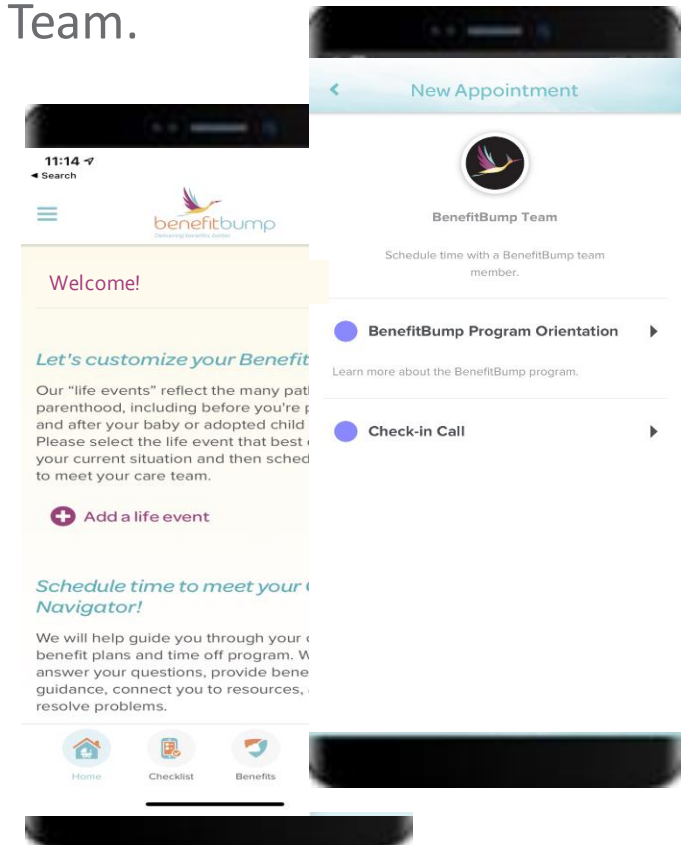 Team.
11:14
◄ Search
benefitbump
Delivering benefits, better
Welcome!
Let's customize your Benefit
Our “life events” reflect the many pat
parenthood, including before you're p
and after your baby or adopted child
Please select the life event that best
your current situation and then sched
to meet your care team.
Add a life event
Schedule time to meet your
Navigator!
We will help guide you through your
benefit plans and time off program. W
answer your questions, provide bene
guidance, connect you to resources,
resolve problems.
Home
Checklist
Benefits
New Appointment
BenefitBump Team
Schedule time with a BenefitBump team
member.
BenefitBump Program Orientation
Learn more about the BenefitBump program.
Check-in Call